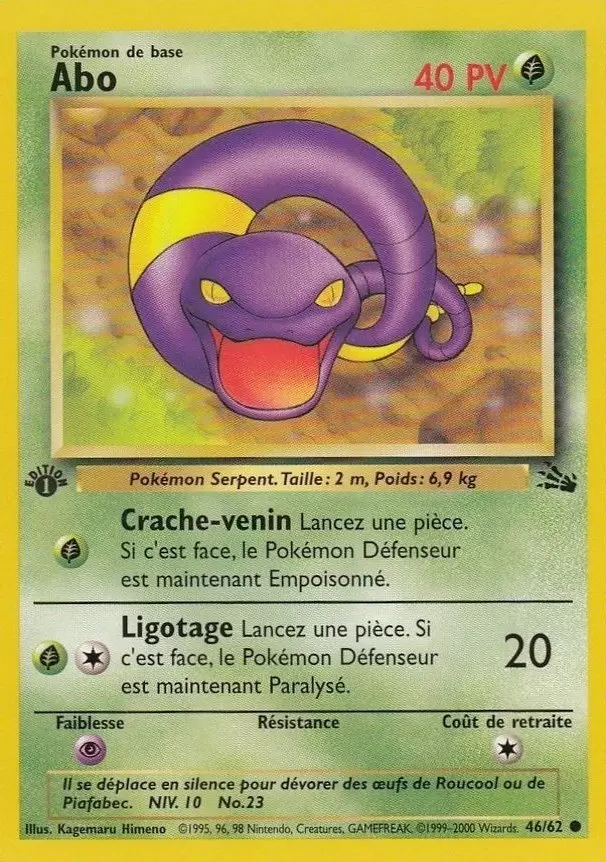 Pokémon de base
Abo
40 PV
Pokémon Serpent. Taille: 2 m, Poids: 6,9 kg
EDITION
1
Crache-venin Lancez une pièce.
Si c'est face, le Pokémon Défenseur
est maintenant Empoisonné.
Ligotage Lancez une pièce. Si
c'est face, le Pokémon Défenseur
est maintenant Paralysé.
20
Faiblesse Résistance Coût de retraite
Il se déplace en silence pour dévorer des œufs de Roucool ou de
Piafabec. NIV. 10 No.23
Illus. Kagemaru Himeno ©1995, 96, 98 Nintendo, Creatures, GAMEFREAK. ©1999-2000 Wizards. 46/62